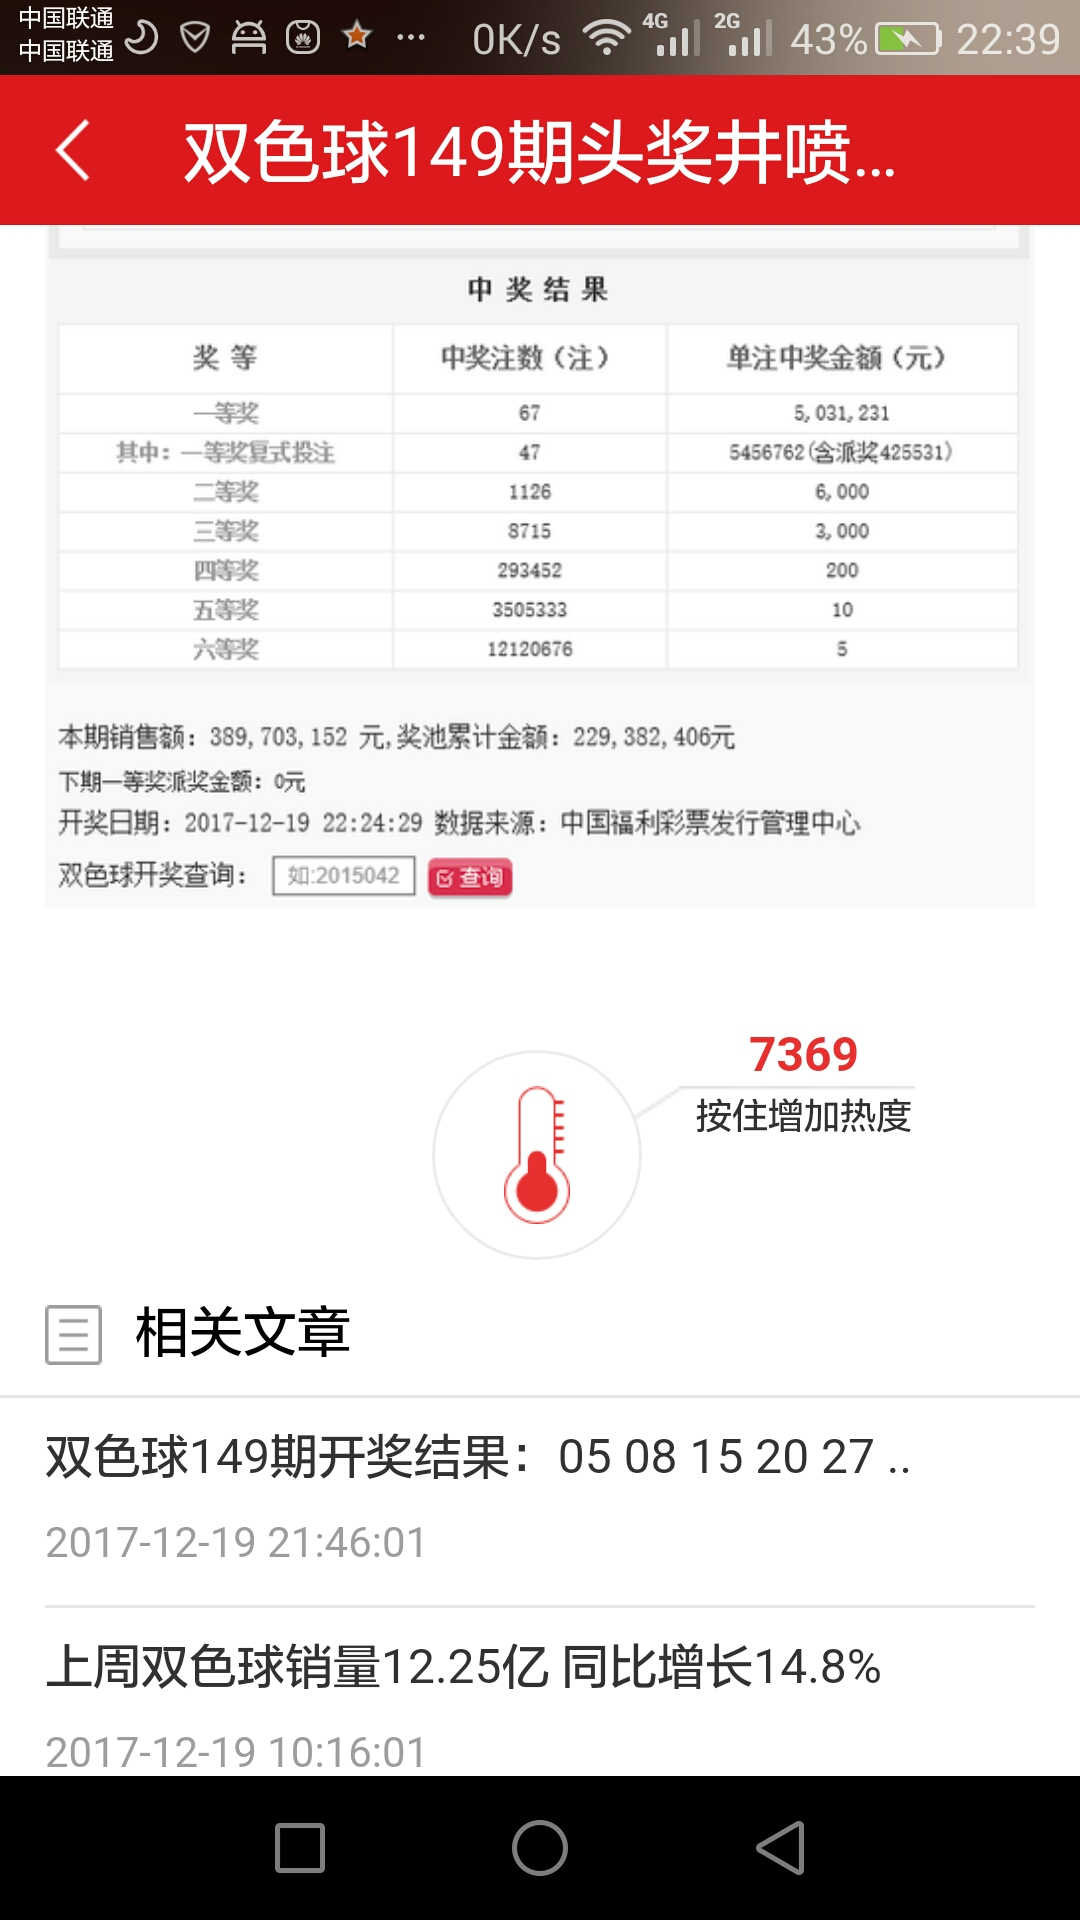 中国联通
中国联通
0K/s 4G 2G 43% 22:39
双色球149期头奖井喷...
中奖结果
奖等 中奖注数（注） 单注中奖金额（元）
一等奖 67 5,031,231
其中：一等奖复式投注 47 5456762(含派奖425531)
二等奖 1126 6,000
三等奖 8715 3,000
四等奖 293452 200
五等奖 3505333 10
六等奖 12120676 5
本期销售额：389,703,152 元,奖池累计金额：229,382,406元
下期一等奖派奖金额：0元
开奖日期：2017-12-19 22:24:29 数据来源：中国福利彩票发行管理中心
双色球开奖查询： 如:2015042 查询
7369
按住增加热度
相关文章
双色球149期开奖结果：05 08 15 20 27 ..
2017-12-19 21:46:01
上周双色球销量12.25亿 同比增长14.8%
2017-12-19 10:16:01